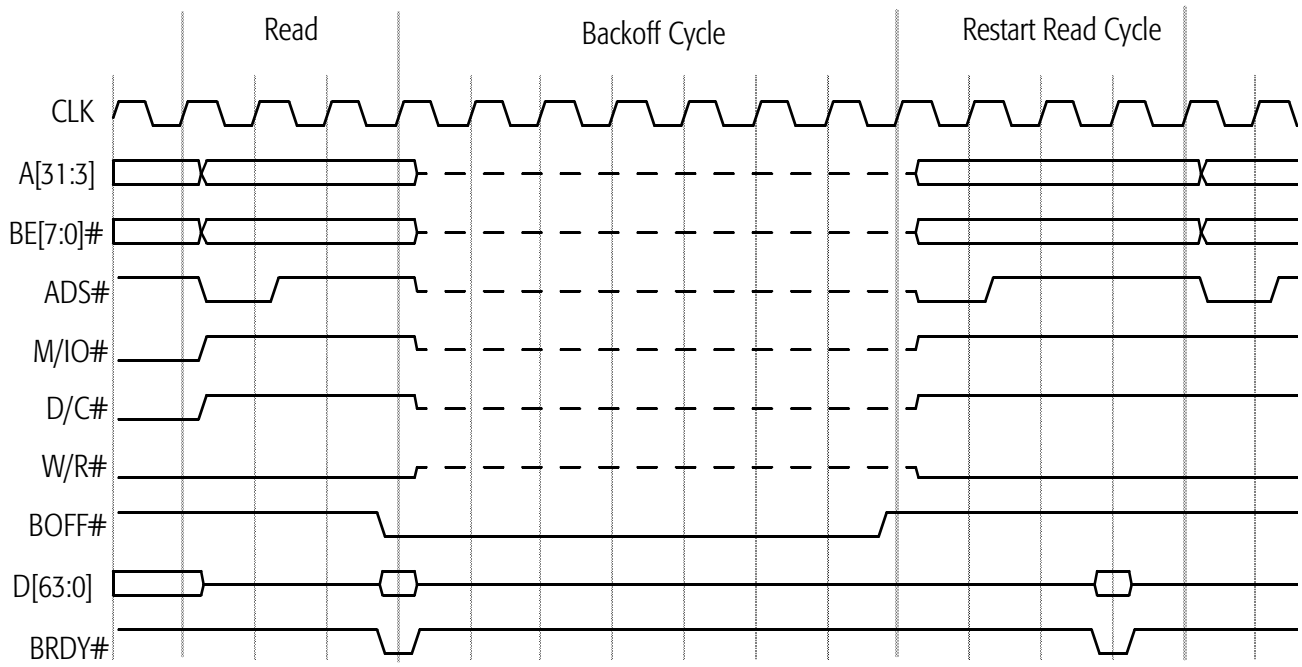 Read
Backoff Cycle
Restart Read Cycle
CLK
A[31:3]
BE[7:0]#
ADS#
M/IO#
D/C#
W/R#
BOFF#
D[63:0]
BRDY#